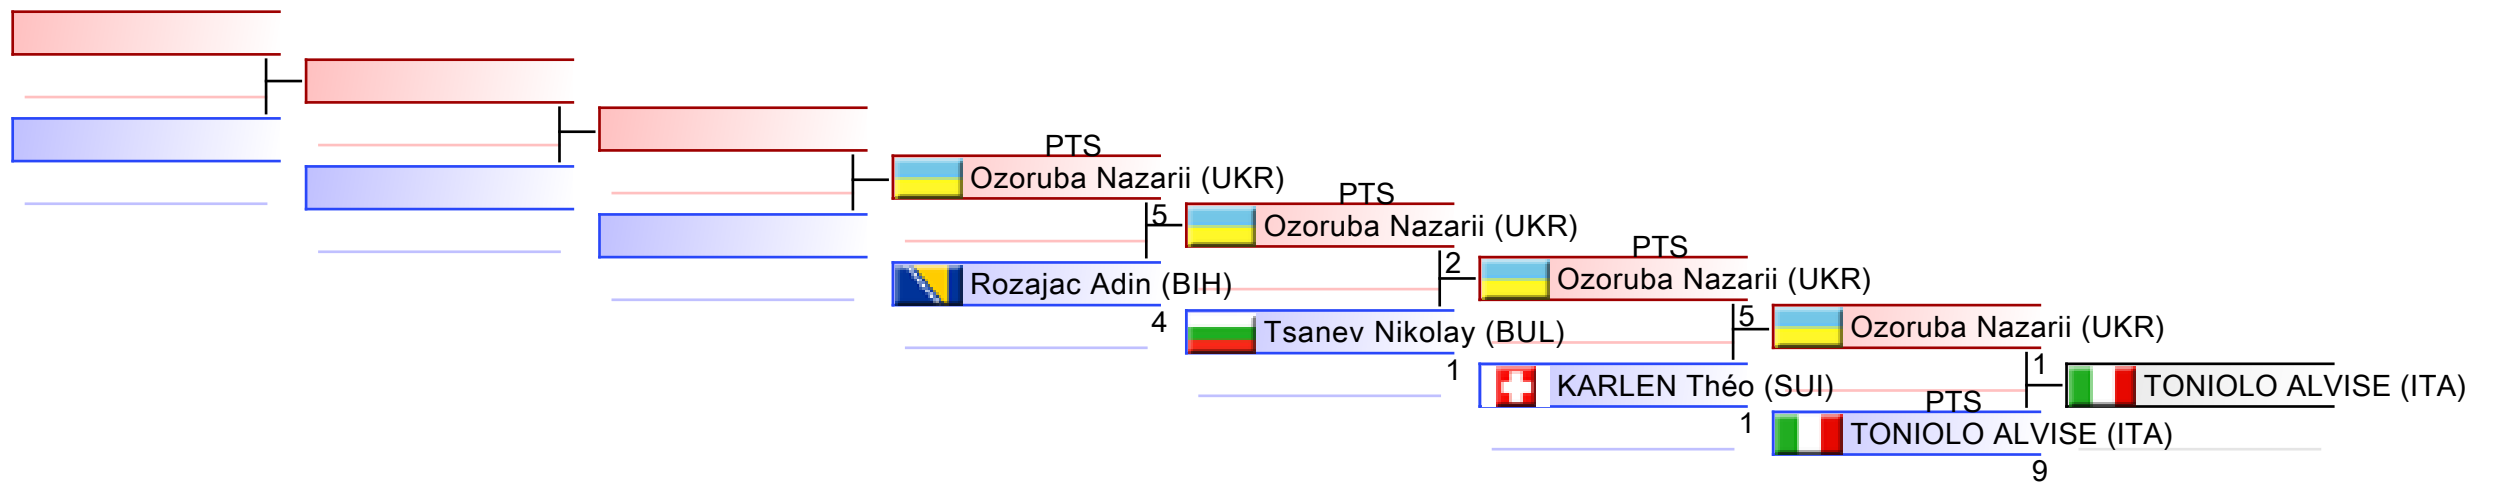 PTS
Ozoruba Nazarii (UKR)
5
Rozajac Adin (BIH)
4
PTS
Ozoruba Nazarii (UKR)
2
Tsanev Nikolay (BUL)
1
PTS
Ozoruba Nazarii (UKR)
5
KARLEN Théo (SUI)
1
Ozoruba Nazarii (UKR)
1
PTS
TONIOLO ALVISE (ITA)
9
TONIOLO ALVISE (ITA)